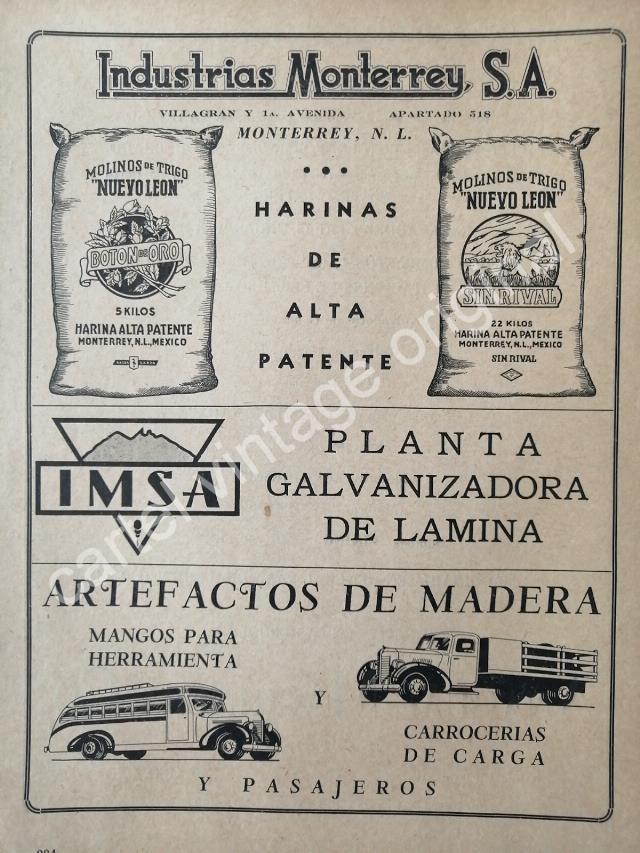 Industrias Monterrey, S.A.
VILLAGRAN Y 1A. AVENIDA APARTADO 518
MONTERREY, N. L.
MOLINOS DE TRIGO
"NUEVO LEON"
BOTON DE ORO
5 KILOS
HARINA ALTA PATENTE
MONTERREY, N.L., MEXICO
HARINAS
DE
ALTA
PATENTE
MOLINOS DE TRIGO
"NUEVO LEON"
SIN RIVAL
22 KILOS
HARINA ALTA PATENTE
MONTERREY, N.L., MEXICO
SIN RIVAL
IMSA
PLANTA
GALVANIZADORA
DE LAMINA
ARTEFACTOS DE MADERA
MANGOS PARA
HERRAMIENTA
Y
CARROCERIAS
DE CARGA
Y PASAJEROS
cartel vintage original